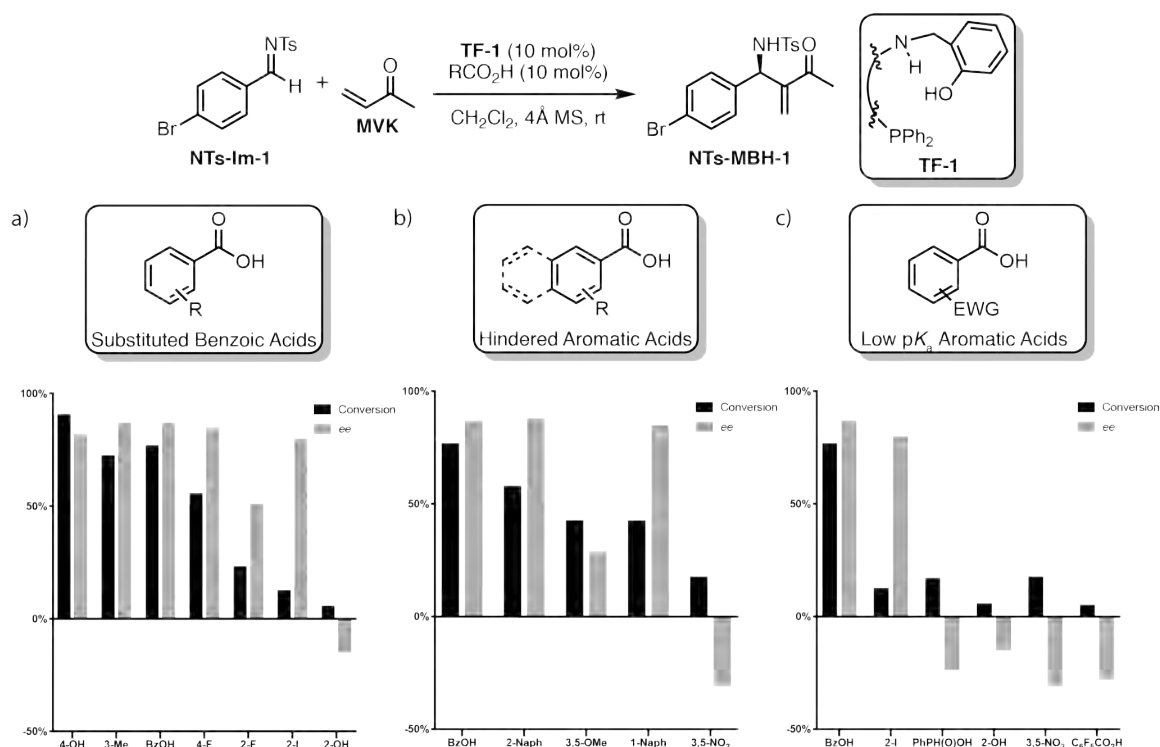 NTs
H
Br
NTs-Im-1
+
O
MVK
TF-1 (10 mol%)
RCO2H (10 mol%)
CH2Cl2, 4Å MS, rt
NHTsO
Br
NTs-MBH-1
N
H
HO
PPh2
TF-1
a)
O
OH
R
Substituted Benzoic Acids
b)
O
OH
R
Hindered Aromatic Acids
c)
O
OH
EWG
Low pKa Aromatic Acids
100%
50%
0%
-50%
Conversion
ee
4-OH 3-Me BzOH 4-F 2-F 2-I 2-OH
100%
50%
0%
-50%
Conversion
ee
BzOH 2-Naph 3,5-OMe 1-Naph 3,5-NO2
100%
50%
0%
-50%
Conversion
ee
BzOH 2-I PhPH(O)OH 2-OH 3,5-NO2 C6F5CO2H